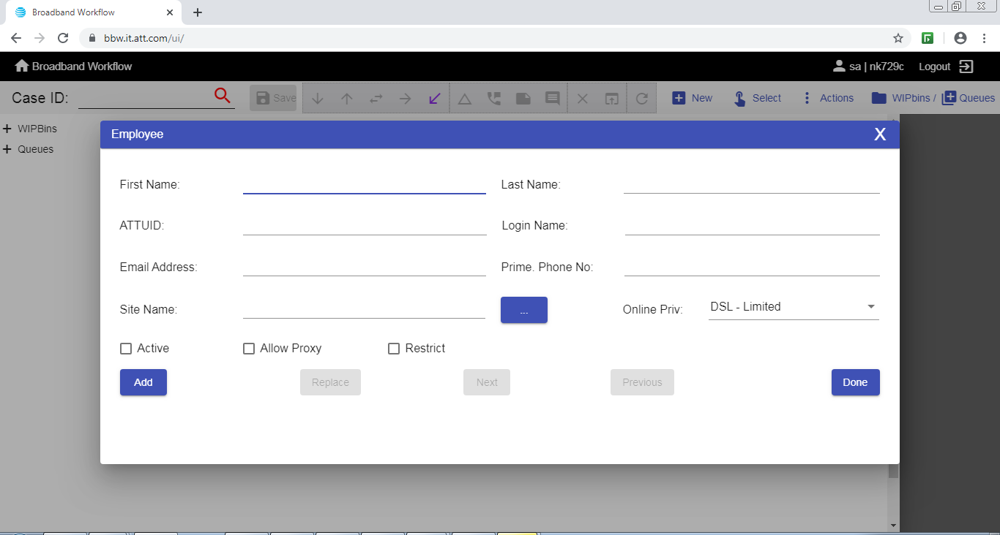 Broadband Workflow
bbw.it.att.com/ui/
Broadband Workflow sa | nk729c Logout
Case ID: Save New Select Actions WIPbins / Queues
WIPBins
Queues
Employee X
First Name: Last Name:
ATTUID: Login Name:
Email Address: Prime. Phone No:
Site Name: ... Online Priv: DSL - Limited
Active Allow Proxy Restrict
Add Replace Next Previous Done